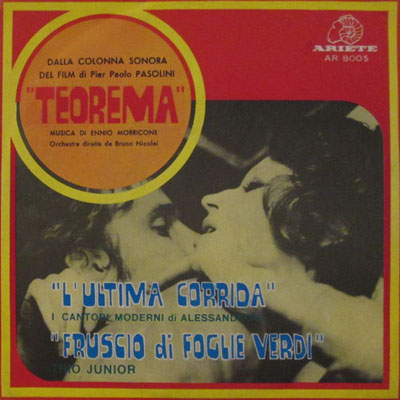 DALLA COLONNA SONORA
DEL FILM di Pier Paolo PASOLINI
"TEOREMA"
MUSICA DI ENNIO MORRICONE
Orchestra diretta da Bruno Nicolai
ARIETE
AR 8005
"L'ULTIMA CORRIDA"
I CANTORI MODERNI di
"FRUSCIO di FOGLIE VERDI"
JUNIOR